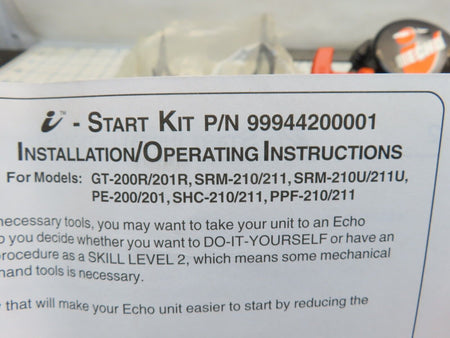 i™ - START KIT P/N 99944200001
INSTALLATION/OPERATING INSTRUCTIONS
For Models: GT-200R/201R, SRM-210/211, SRM-210U/211U,
PE-200/201, SHC-210/211, PPF-210/211
necessary tools, you may want to take your unit to an Echo
you decide whether you want to DO-IT-YOURSELF or have an
procedure as a SKILL LEVEL 2, which means some mechanical
hand tools is necessary.
that will make your Echo unit easier to start by reducing the